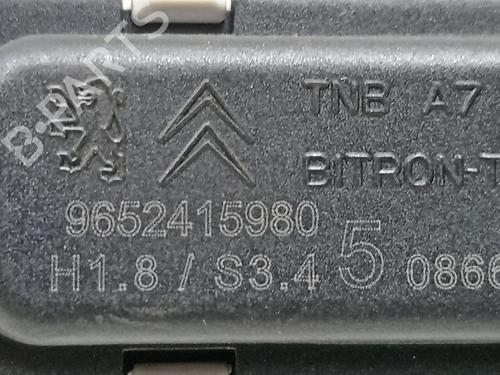 B-PARTS
TNB A7
BITRON-T
9652415980
H1.8 / S3.4 5 0866